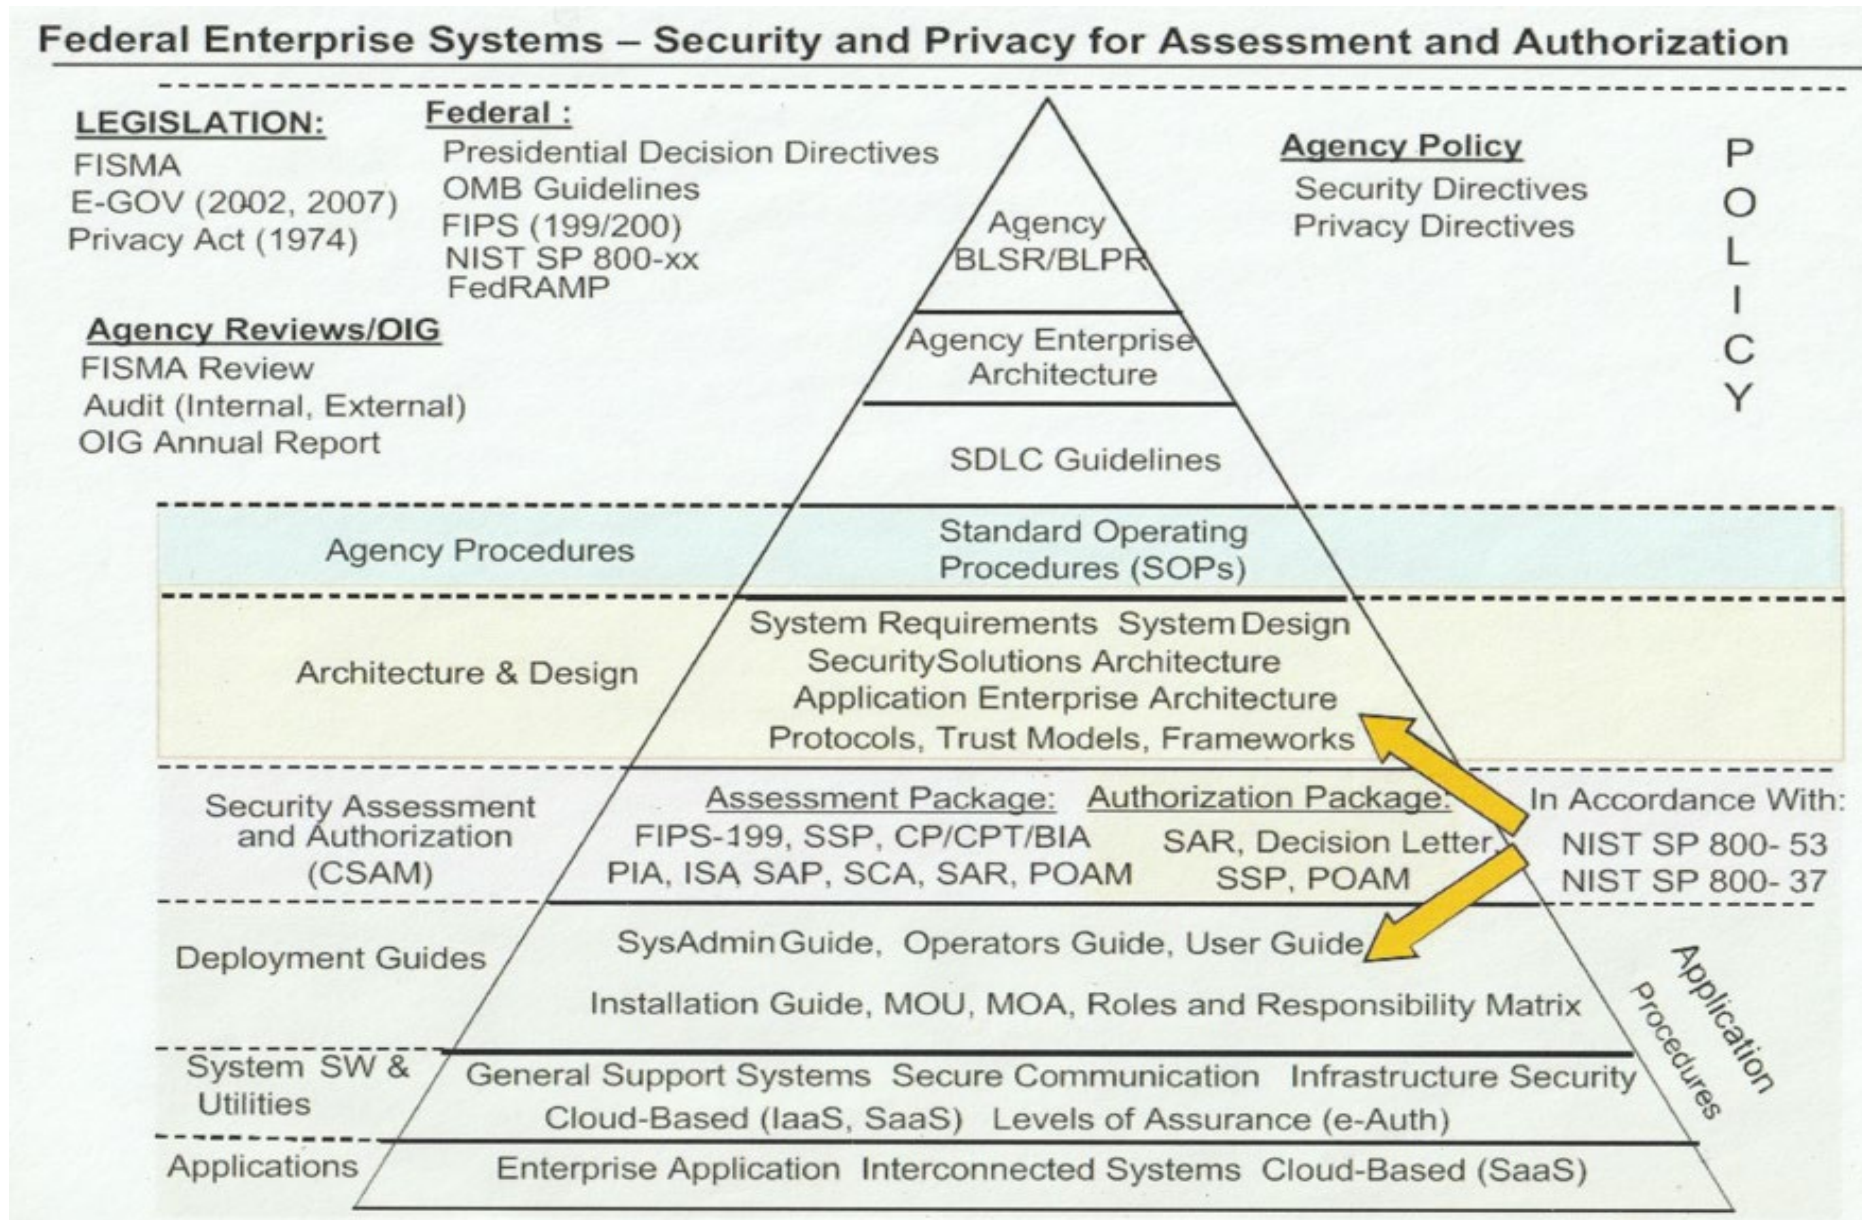 Federal Enterprise Systems – Security and Privacy for Assessment and Authorization
LEGISLATION:
FISMA
E-GOV (2002, 2007)
Privacy Act (1974)
Federal :
Presidential Decision Directives
OMB Guidelines
FIPS (199/200)
NIST SP 800-xx
FedRAMP
Agency Reviews/OIG
FISMA Review
Audit (Internal, External)
OIG Annual Report
Agency
BLSR/BLPR
Agency Enterprise
Architecture
SDLC Guidelines
Agency Policy
Security Directives
Privacy Directives
P
O
L
I
C
Y
Agency Procedures
Standard Operating
Procedures (SOPs)
Architecture & Design
System Requirements System Design
SecuritySolutions Architecture
Application Enterprise Architecture
Protocols, Trust Models, Frameworks
Security Assessment
and Authorization
(CSAM)
Assessment Package:
FIPS-199, SSP, CP/CPT/BIA
PIA, ISA SAP, SCA, SAR, POAM
Authorization Package:
SAR, Decision Letter,
SSP, POAM
In Accordance With:
NIST SP 800- 53
NIST SP 800- 37
Deployment Guides
SysAdmin Guide, Operators Guide, User Guide
Installation Guide, MOU, MOA, Roles and Responsibility Matrix
Application
Procedures
System SW &
Utilities
General Support Systems Secure Communication Infrastructure Security
Cloud-Based (IaaS, SaaS) Levels of Assurance (e-Auth)
Applications
Enterprise Application Interconnected Systems Cloud-Based (SaaS)